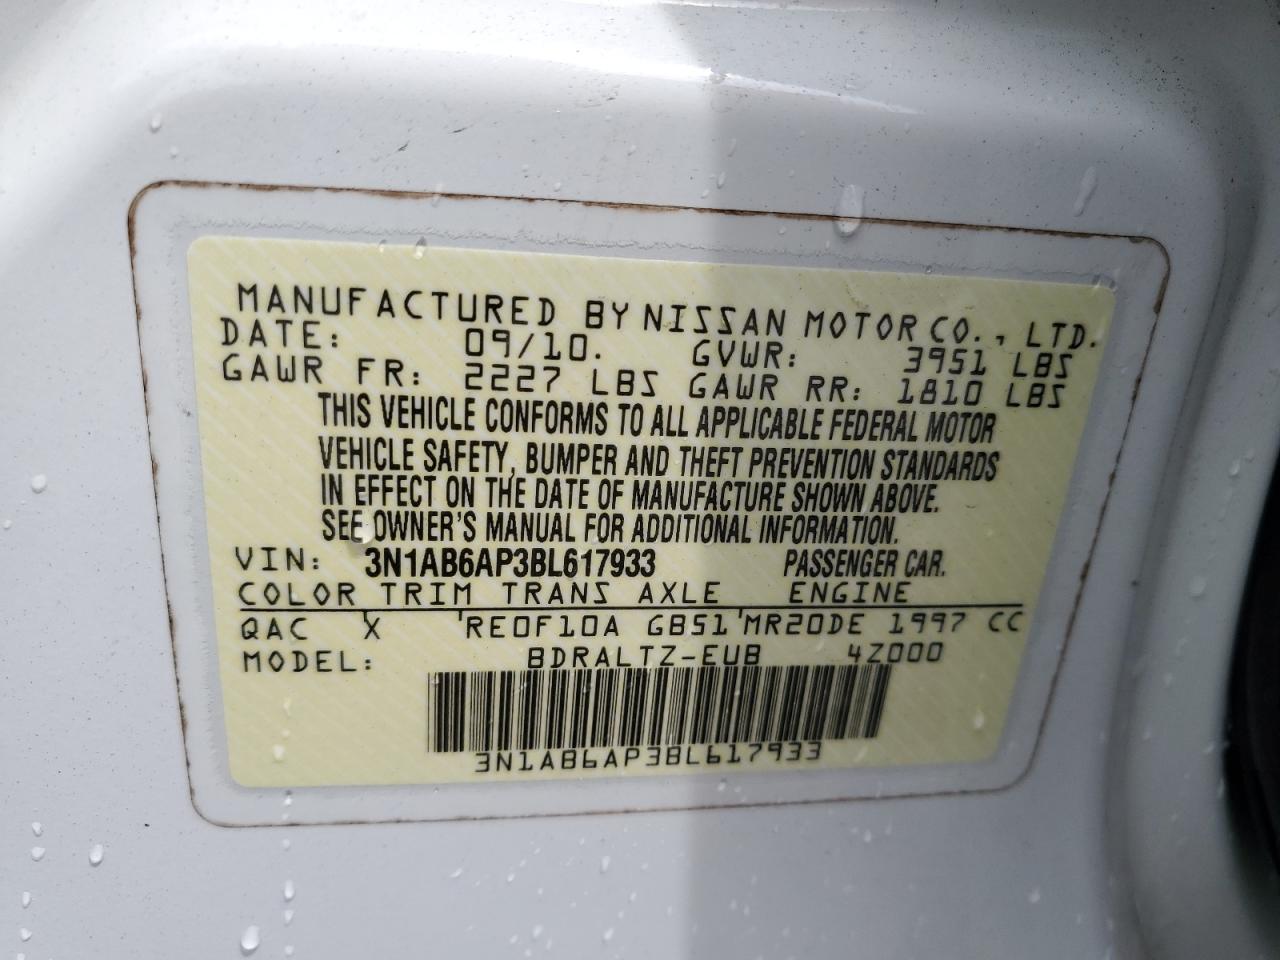 MANUFACTURED BY NISSAN MOTOR CO., LTD.
DATE: 09/10. GVWR: 3951 LBS
GAWR FR: 2227 LBS GAWR RR: 1810 LBS
THIS VEHICLE CONFORMS TO ALL APPLICABLE FEDERAL MOTOR
VEHICLE SAFETY, BUMPER AND THEFT PREVENTION STANDARDS
IN EFFECT ON THE DATE OF MANUFACTURE SHOWN ABOVE.
SEE OWNER'S MANUAL FOR ADDITIONAL INFORMATION.
VIN: 3N1AB6AP3BL617933 PASSENGER CAR.
COLOR TRIM TRANS AXLE ENGINE
QAC X RE0F10A GB51 MR20DE 1997 CC
MODEL: BDRALTZ-EUB 4Z000
3N1AB6AP3BL617933